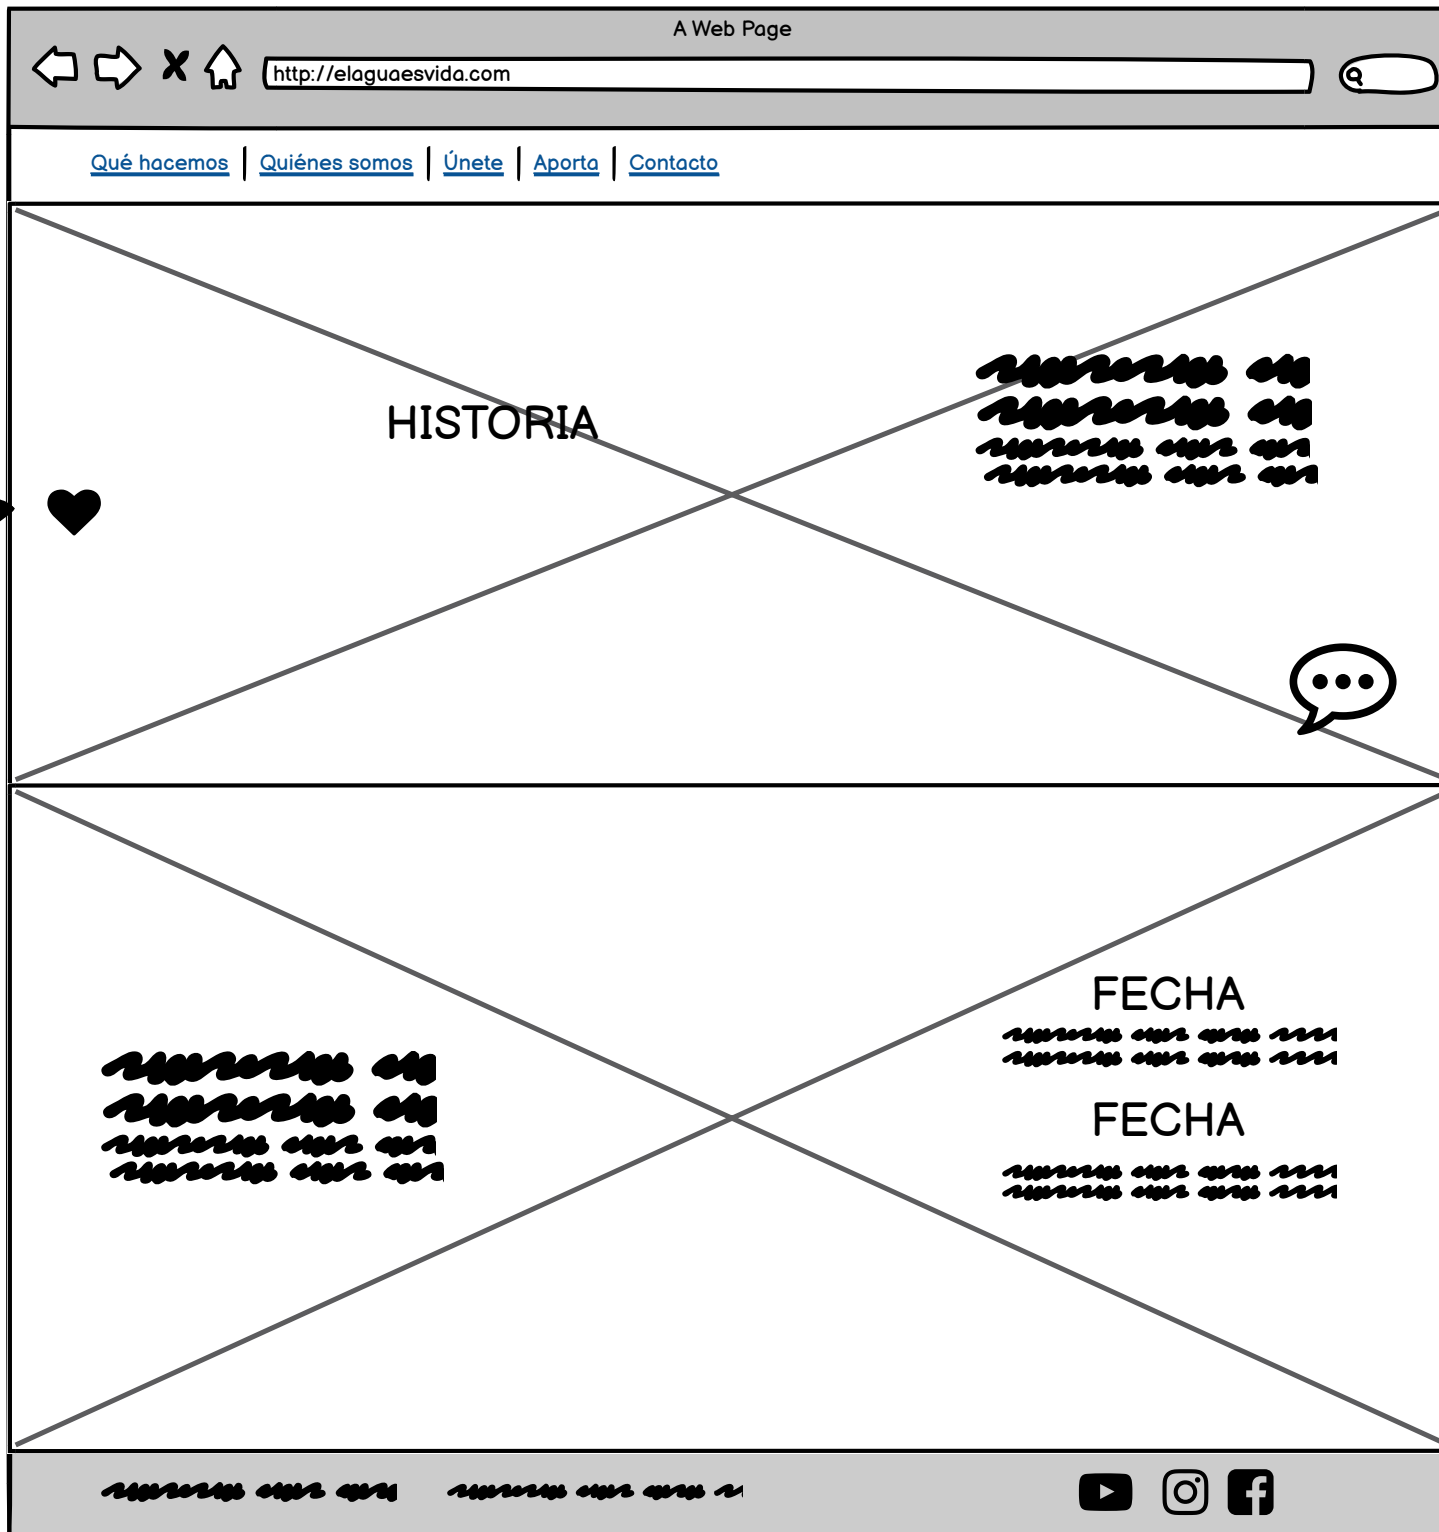 A Web Page
http://elaguaesvida.com
Qué hacemos | Quiénes somos | Únete | Aporta | Contacto
HISTORIA
FECHA
FECHA